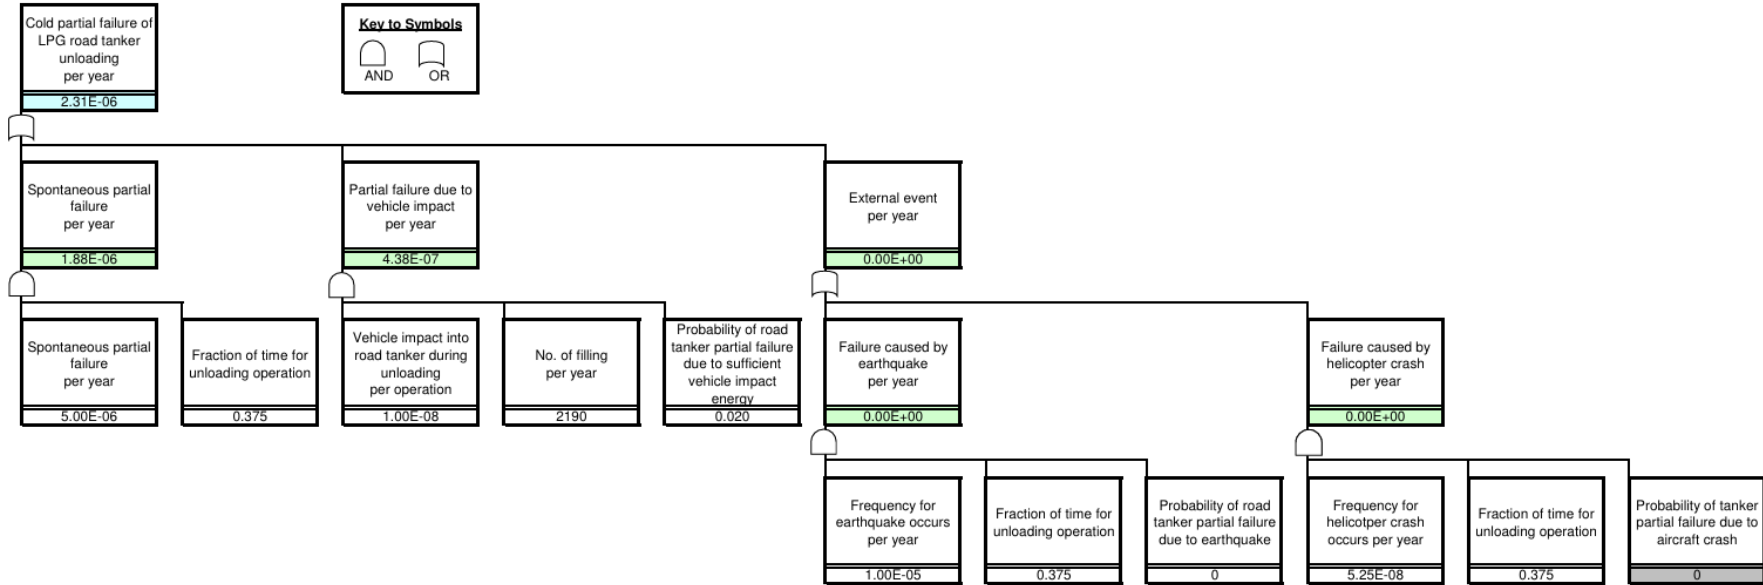 Cold partial failure of
LPG road tanker
unloading
per year
2.31E-06
Key to Symbols
AND OR
Spontaneous partial
failure
per year
1.88E-06
Partial failure due to
vehicle impact
per year
4.38E-07
External event
per year
0.00E+00
Spontaneous partial
failure
per year
5.00E-06
Fraction of time for
unloading operation
0.375
Vehicle impact into
road tanker during
unloading
per operation
1.00E-08
No. of filling
per year
2190
Probability of road
tanker partial failure
due to sufficient
vehicle impact
energy
0.020
Failure caused by
earthquake
per year
0.00E+00
Failure caused by
helicopter crash
per year
0.00E+00
Frequency for
earthquake occurs
per year
1.00E-05
Fraction of time for
unloading operation
0.375
Probability of road
tanker partial failure
due to earthquake
0
Frequency for
helicotper crash
occurs per year
5.25E-08
Fraction of time for
unloading operation
0.375
Probability of tanker
partial failure due to
aircraft crash
0